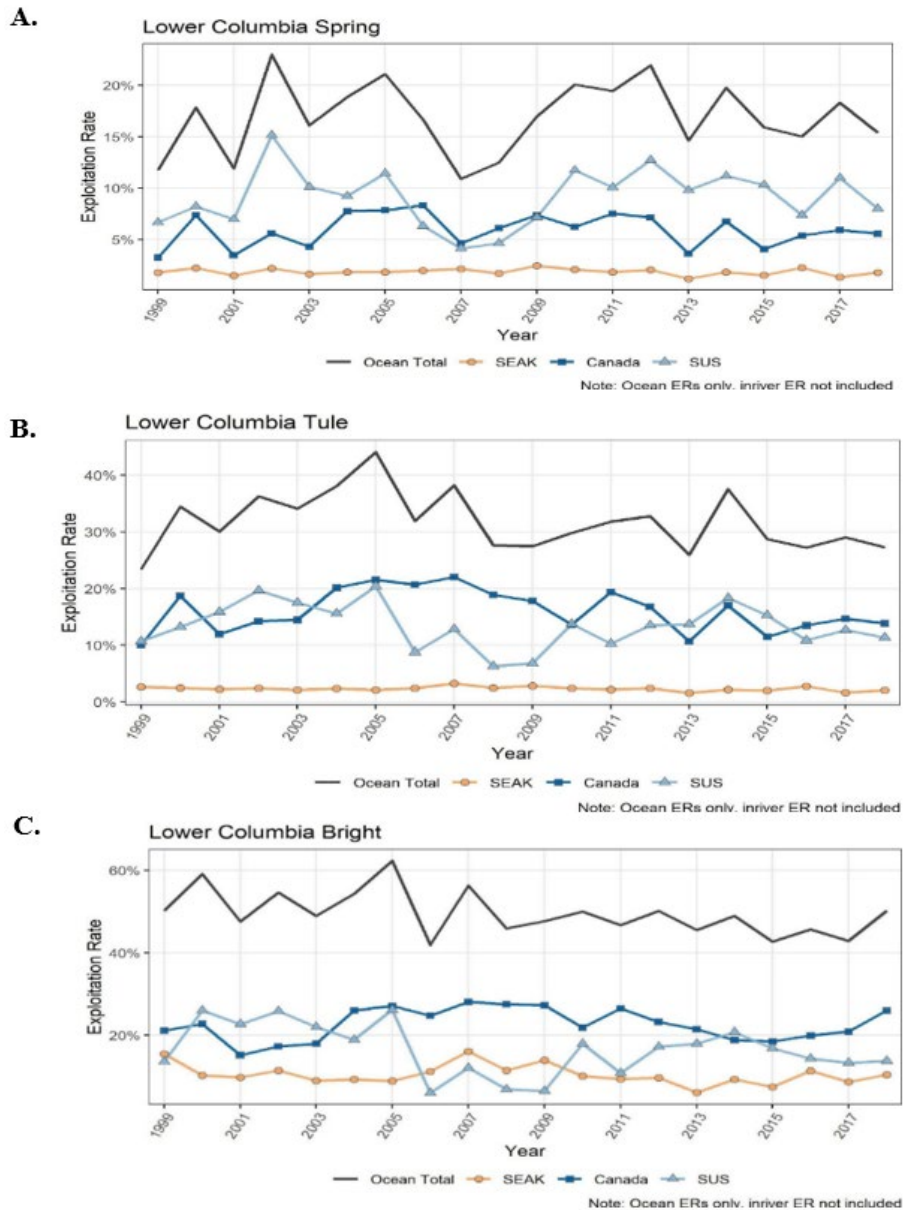 A.
Lower Columbia Spring
Exploitation Rate
20%
15%
10%
5%
1999
2001
2003
2005
2007
2009
2011
2013
2015
2017
Year
Ocean Total SEAK Canada SUS
Note: Ocean ERs only, inriver ER not included
B.
Lower Columbia Tule
Exploitation Rate
40%
30%
20%
10%
0%
1999
2001
2003
2005
2007
2009
2011
2013
2015
2017
Year
Ocean Total SEAK Canada SUS
Note: Ocean ERs only, inriver ER not included
C.
Lower Columbia Bright
Exploitation Rate
60%
40%
20%
1999
2001
2003
2005
2007
2009
2011
2013
2015
2017
Year
Ocean Total SEAK Canada SUS
Note: Ocean ERs only, inriver ER not included